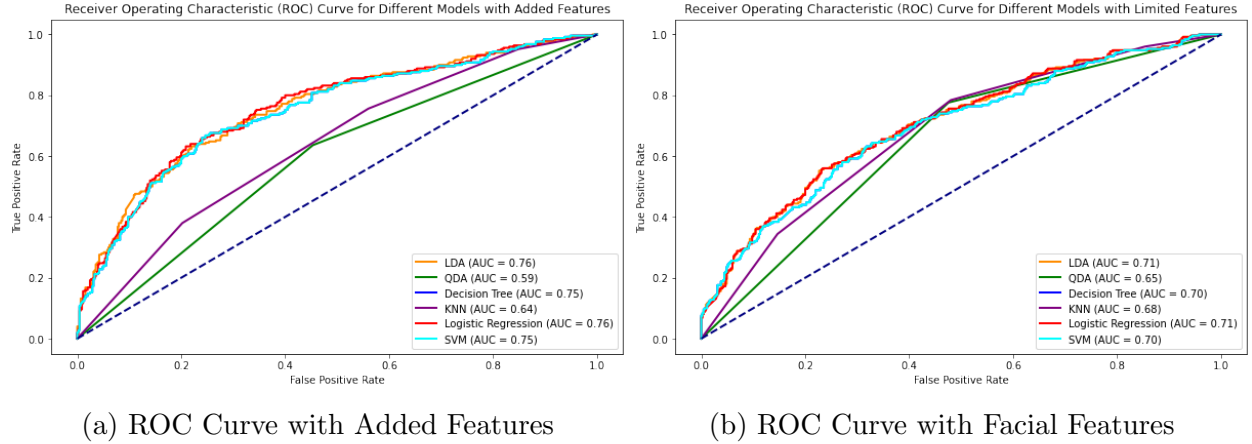 Receiver Operating Characteristic (ROC) Curve for Different Models with Added Features
True Positive Rate
1.0
0.8
0.6
0.4
0.2
0.0
LDA (AUC = 0.76)
QDA (AUC = 0.59)
Decision Tree (AUC = 0.75)
KNN (AUC = 0.64)
Logistic Regression (AUC = 0.76)
SVM (AUC = 0.75)
0.0 0.2 0.4 0.6 0.8 1.0
False Positive Rate
(a) ROC Curve with Added Features
Receiver Operating Characteristic (ROC) Curve for Different Models with Limited Features
True Positive Rate
1.0
0.8
0.6
0.4
0.2
0.0
LDA (AUC = 0.71)
QDA (AUC = 0.65)
Decision Tree (AUC = 0.70)
KNN (AUC = 0.68)
Logistic Regression (AUC = 0.71)
SVM (AUC = 0.70)
0.0 0.2 0.4 0.6 0.8 1.0
False Positive Rate
(b) ROC Curve with Facial Features